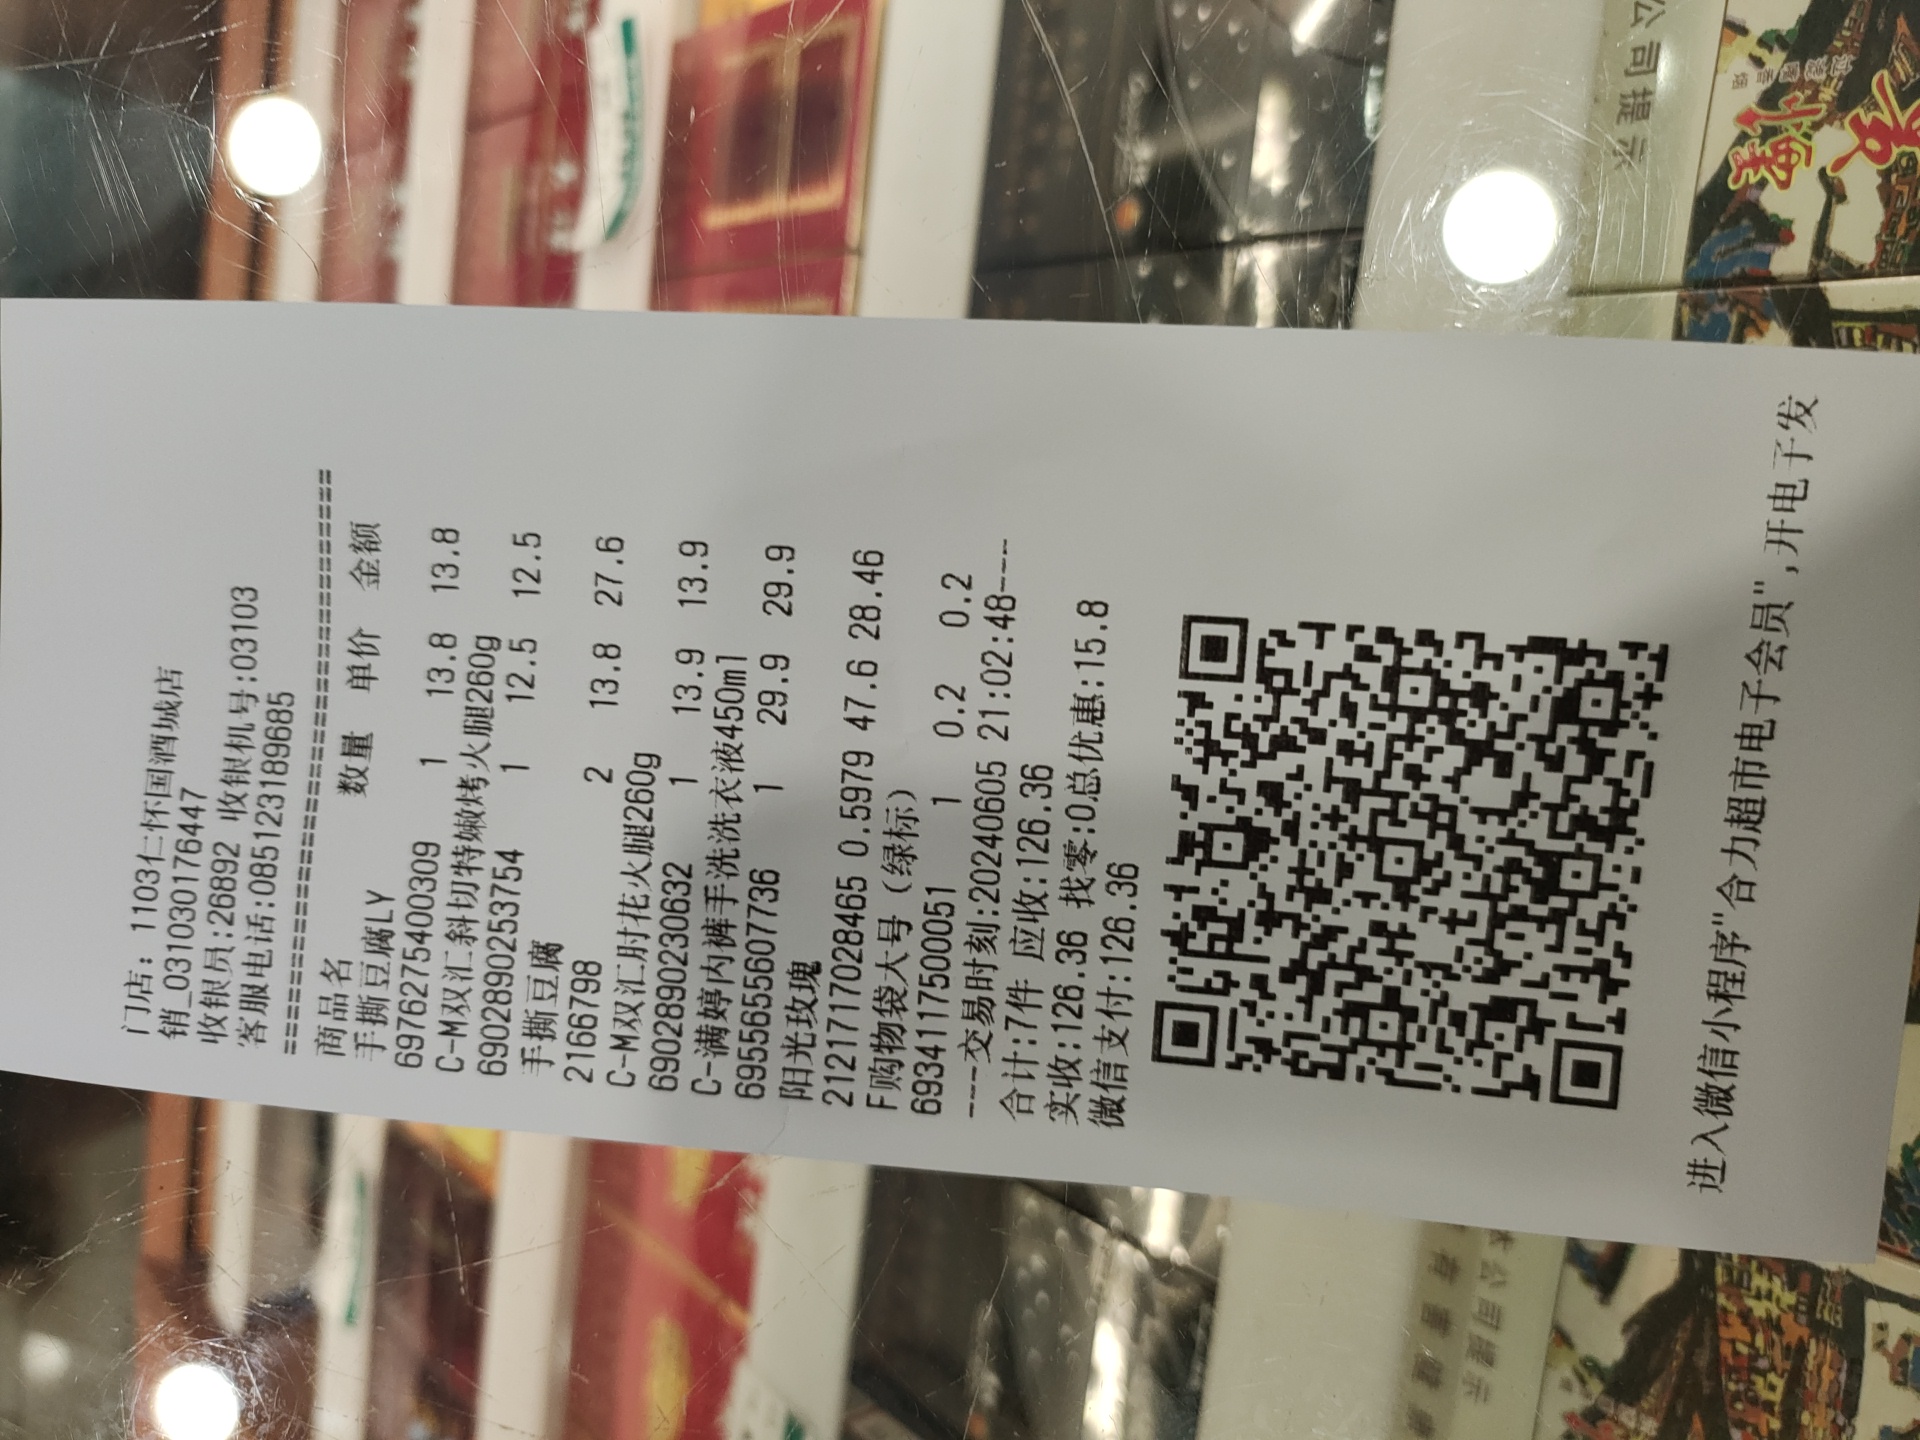 门店: 1103仁怀国酒城店
销_031030176447
收银员:26892 收银机号:03103
客服电话:085123189685
========================================
商品名 数量 单价 金额
手撕豆腐LY
6976275400309 1 13.8 13.8
C-M双汇斜切特嫩烤火腿260g
6902890253754 1 12.5 12.5
手撕豆腐
2166798 2 13.8 27.6
C-M双汇肘花火腿260g
6902890230632 1 13.9 13.9
C-满婷内裤手洗洗衣液450ml
6955655607736 1 29.9 29.9
阳光玫瑰
2121717028465 0.5979 47.6 28.46
F购物袋大号（绿标）
6934117500051 1 0.2 0.2
----交易时刻:20240605 21:02:48----
合计:7件 应收:126.36
实收:126.36 找零:0总优惠:15.8
微信支付:126.36
进入微信小程序"合力超市电子会员",开电子发
公司提示
公司提示